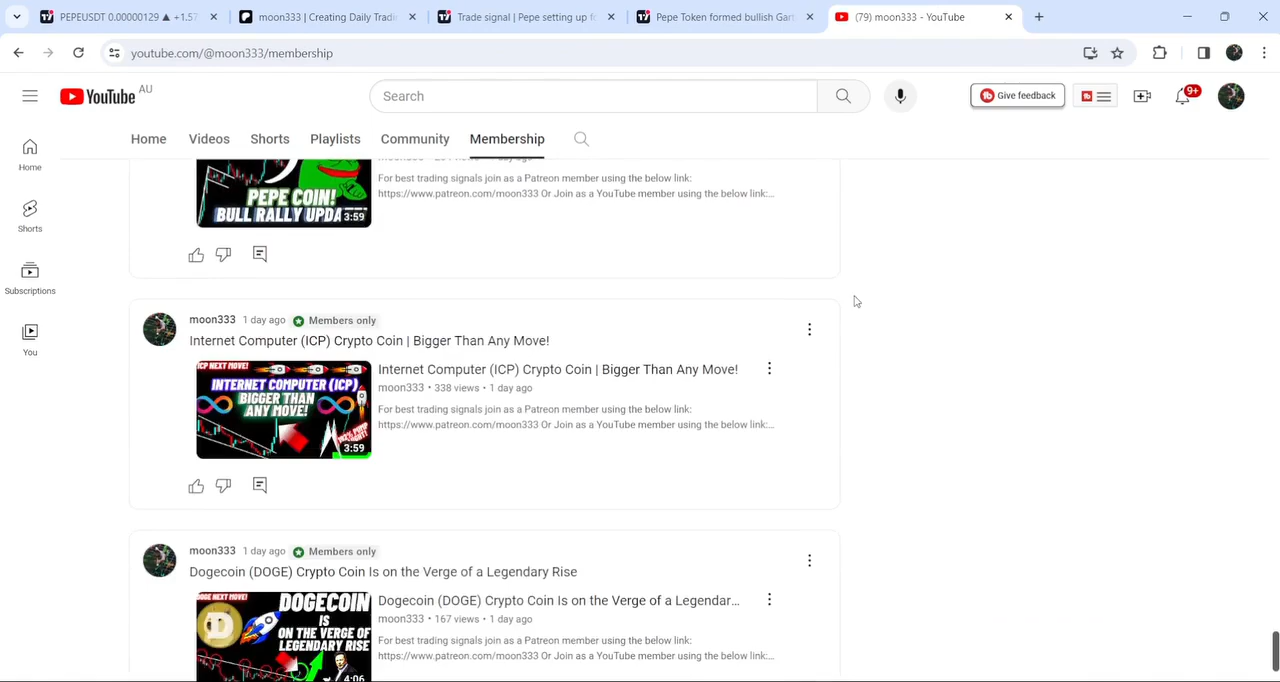 PEPEUSDT 0.00000129 ▲ +1.57
moon333 | Creating Daily Tradi
Trade signal | Pepe setting up fo
Pepe Token formed bullish Gart
(79) moon333 - YouTube
youtube.com/@moon333/membership
YouTube AU
Search
Give feedback
9+
Home Videos Shorts Playlists Community Membership
Home
Shorts
Subscriptions
You
PEPE COIN!
BULL RALLY UPDA
3:59
For best trading signals join as a Patreon member using the below link:
https://www.patreon.com/moon333 Or Join as a YouTube member using the below link:...
moon333 1 day ago Members only
Internet Computer (ICP) Crypto Coin | Bigger Than Any Move!
ICP NEXT MOVE!
INTERNET COMPUTER (ICP)
BIGGER THAN
ANY MOVE!
3:59
Internet Computer (ICP) Crypto Coin | Bigger Than Any Move!
moon333 • 338 views • 1 day ago
For best trading signals join as a Patreon member using the below link:
https://www.patreon.com/moon333 Or Join as a YouTube member using the below link:...
moon333 1 day ago Members only
Dogecoin (DOGE) Crypto Coin Is on the Verge of a Legendary Rise
DOGE NEXT MOVE!
DOGECOIN
IS
ON THE VERGE OF
LEGENDARY RISE
4:06
Dogecoin (DOGE) Crypto Coin Is on the Verge of a Legendar...
moon333 • 167 views • 1 day ago
For best trading signals join as a Patreon member using the below link:
https://www.patreon.com/moon333 Or Join as a YouTube member using the below link:...